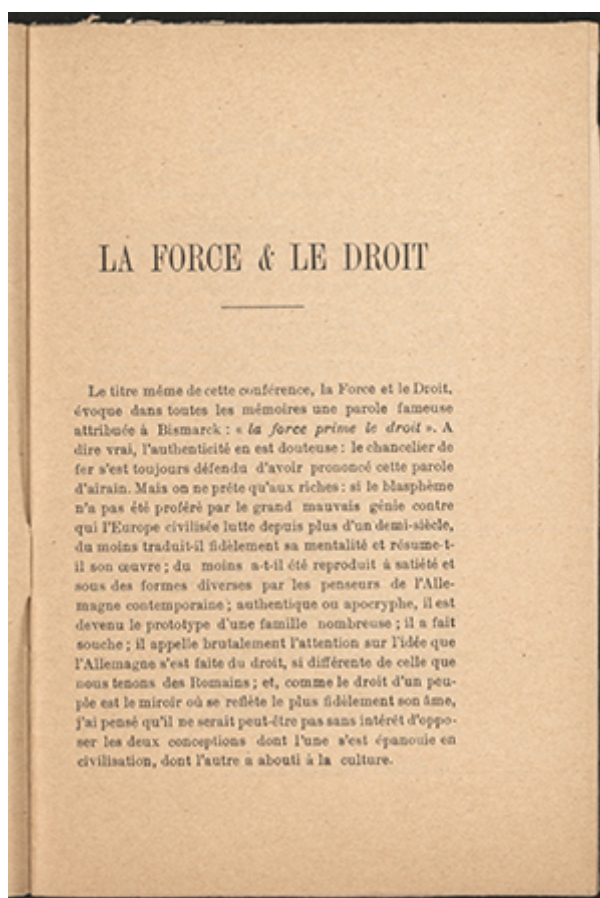 LA FORCE & LE DROIT
Le titre même de cette conférence, la Force et le Droit,
évoque dans toutes les mémoires une parole fameuse
attribuée à Bismarck : « la force prime le droit ». A
dire vrai, l'authenticité en est douteuse : le chancelier de
fer s'est toujours défendu d'avoir prononcé cette parole
d'airain. Mais on ne prête qu'aux riches : si le blasphème
n'a pas été proféré par le grand mauvais génie contre
qui l'Europe civilisée lutte depuis plus d'un demi-siècle,
du moins traduit-il fidèlement sa mentalité et résume-t-
il son œuvre ; du moins a-t-il été reproduit à satiété et
sous des formes diverses par les penseurs de l'Alle-
magne contemporaine ; authentique ou apocryphe, il est
devenu le prototype d'une famille nombreuse ; il a fait
souche ; il appelle brutalement l'attention sur l'idée que
l'Allemagne s'est faite du droit, si différente de celle que
nous tenons des Romains ; et, comme le droit d'un peu-
ple est le miroir où se reflète le plus fidèlement son âme,
j'ai pensé qu'il ne serait peut-être pas sans intérêt d'oppo-
ser les deux conceptions dont l'une s'est épanouie en
civilisation, dont l'autre a abouti à la culture.